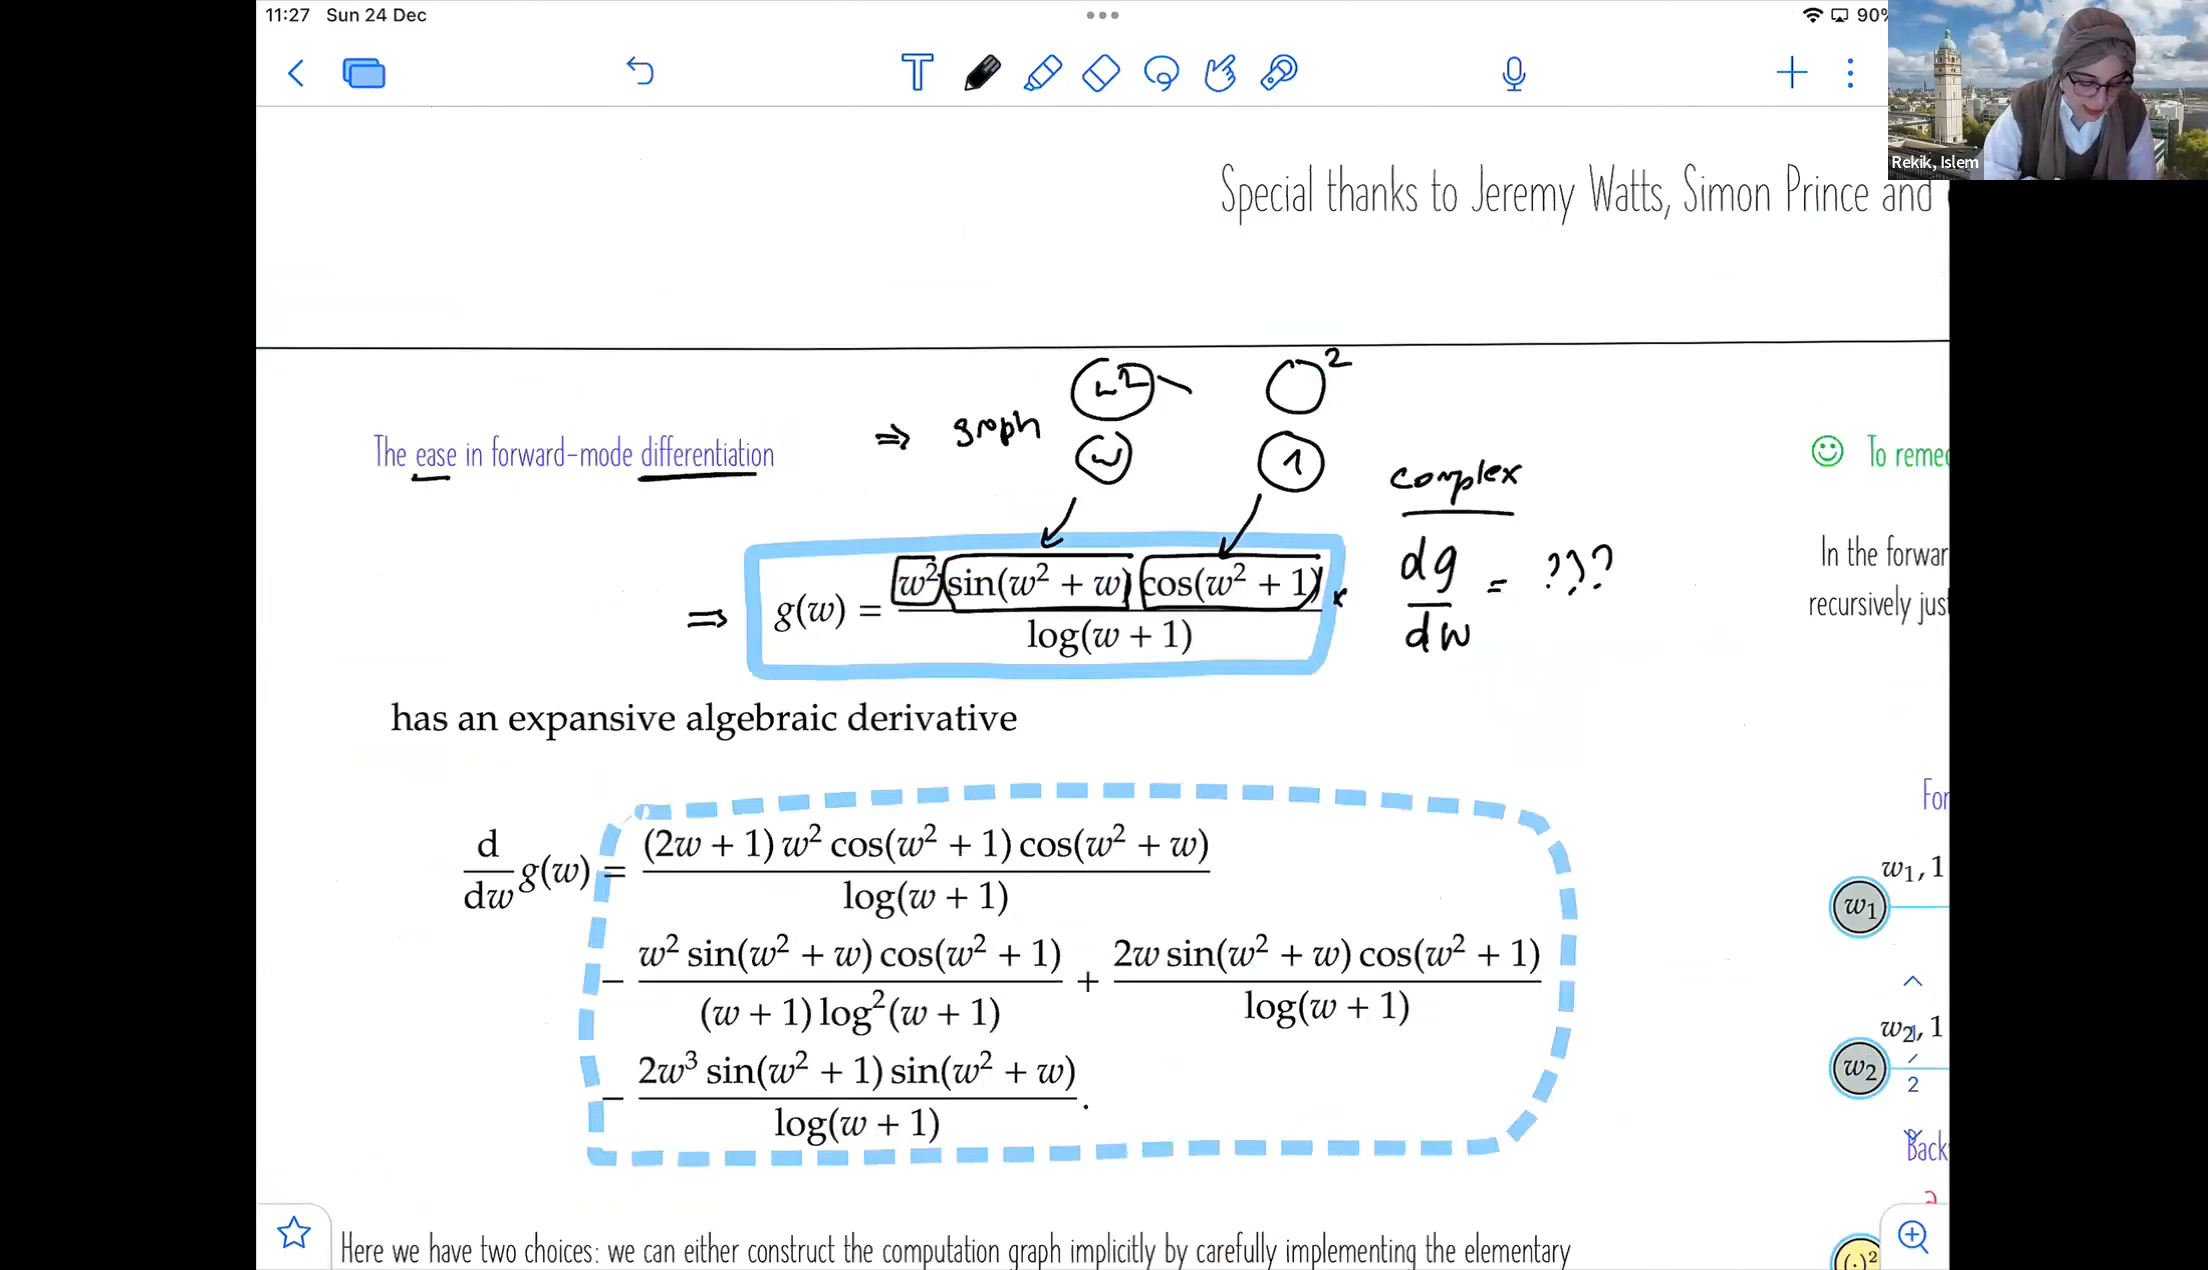 11:27 Sun 24 Dec
90%
Rekik, Islem
Special thanks to Jeremy Watts, Simon Prince and
w² 2
⇒ graph
w 1
The ease in forward-mode differentiation
complex
To remed
⇒ g(w) = w² sin(w² + w) cos(w² + 1) / log(w + 1)
dg/dw = ???
In the forwar
recursively jus
has an expansive algebraic derivative
For
d/dw g(w) = (2w + 1) w² cos(w² + 1) cos(w² + w) / log(w + 1)
w₁, 1
w₁
− w² sin(w² + w) cos(w² + 1) / (w + 1) log²(w + 1) + 2w sin(w² + w) cos(w² + 1) / log(w + 1)
w₂, 1
w₂
2
− 2w³ sin(w² + 1) sin(w² + w) / log(w + 1) .
Back
Here we have two choices: we can either construct the computation graph implicitly by carefully implementing the elementary
(·)²